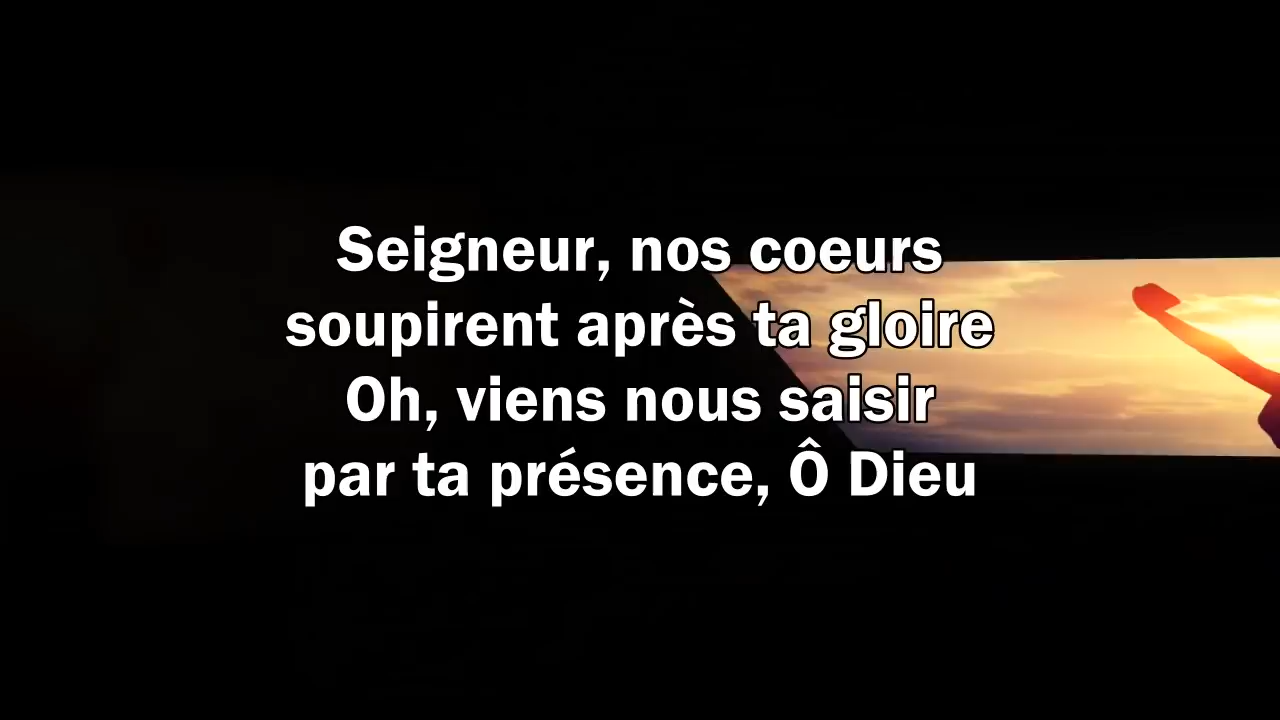 Seigneur, nos coeurs
soupirent après ta gloire
Oh, viens nous saisir
par ta présence, Ô Dieu